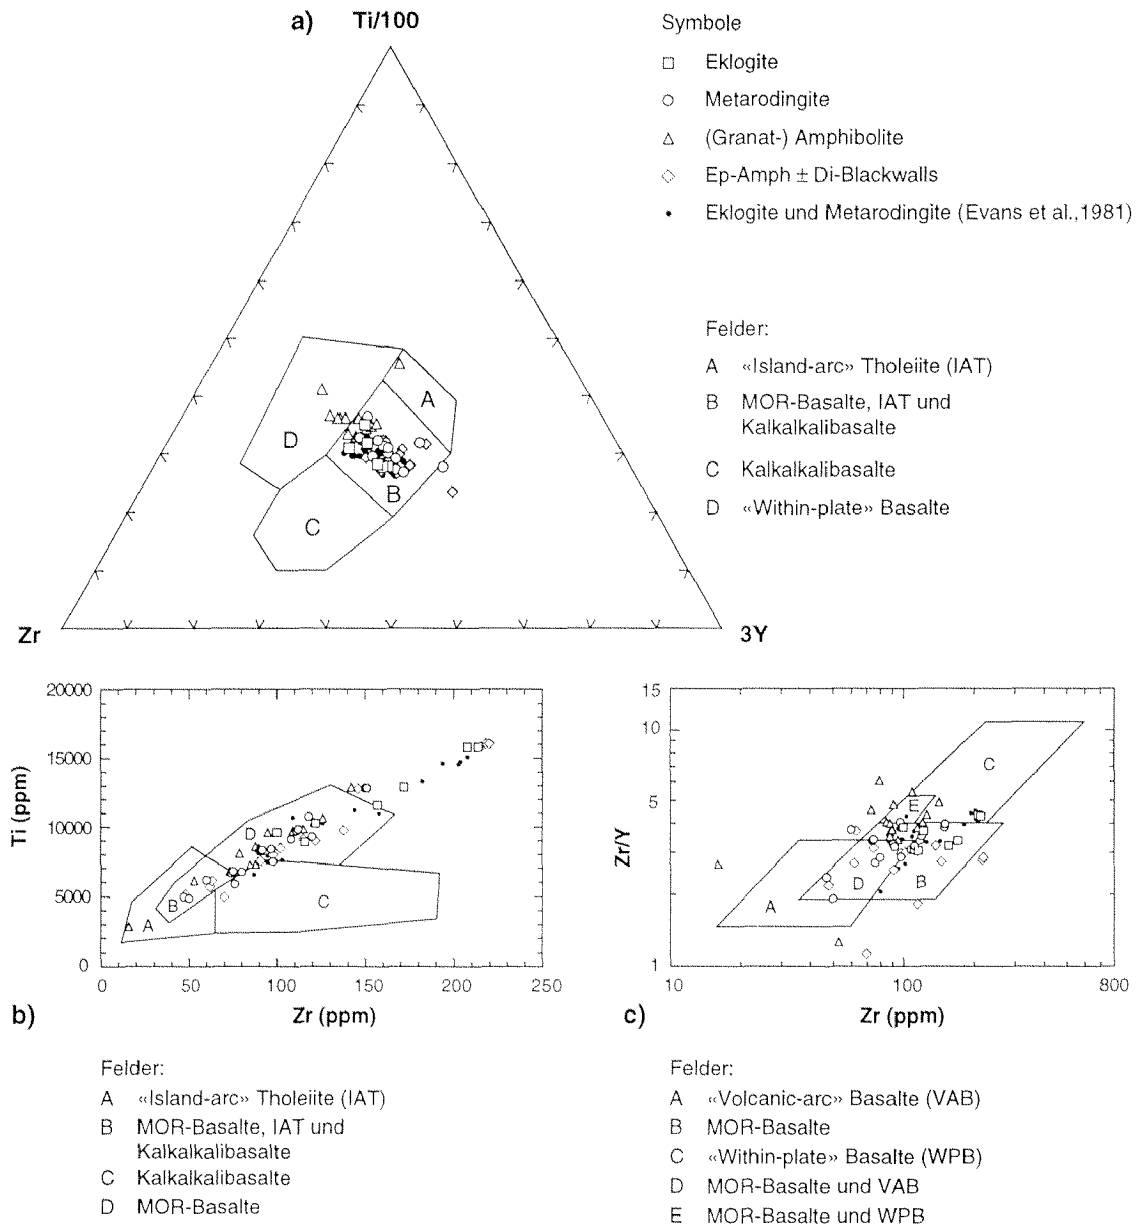 a) Ti/100
Symbole
Eklogite
Metarodingite
(Granat-) Amphibolite
Ep-Amph ± Di-Blackwalls
Eklogite und Metarodingite (Evans et al.,1981)
Felder:
A «Island-arc» Tholeiite (IAT)
B MOR-Basalte, IAT und
Kalkalkalibasalte
C Kalkalkalibasalte
D «Within-plate» Basalte
A
D
B
C
Zr
3Y
20000
15000
10000
5000
0
Ti (ppm)
D
B
A
C
0 50 100 150 200 250
b) Zr (ppm)
15
10
5
1
Zr/Y
C
E
D
B
A
10 100 800
c) Zr (ppm)
Felder:
A «Island-arc» Tholeiite (IAT)
B MOR-Basalte, IAT und
Kalkalkalibasalte
C Kalkalkalibasalte
D MOR-Basalte
Felder:
A «Volcanic-arc» Basalte (VAB)
B MOR-Basalte
C «Within-plate» Basalte (WPB)
D MOR-Basalte und VAB
E MOR-Basalte und WPB